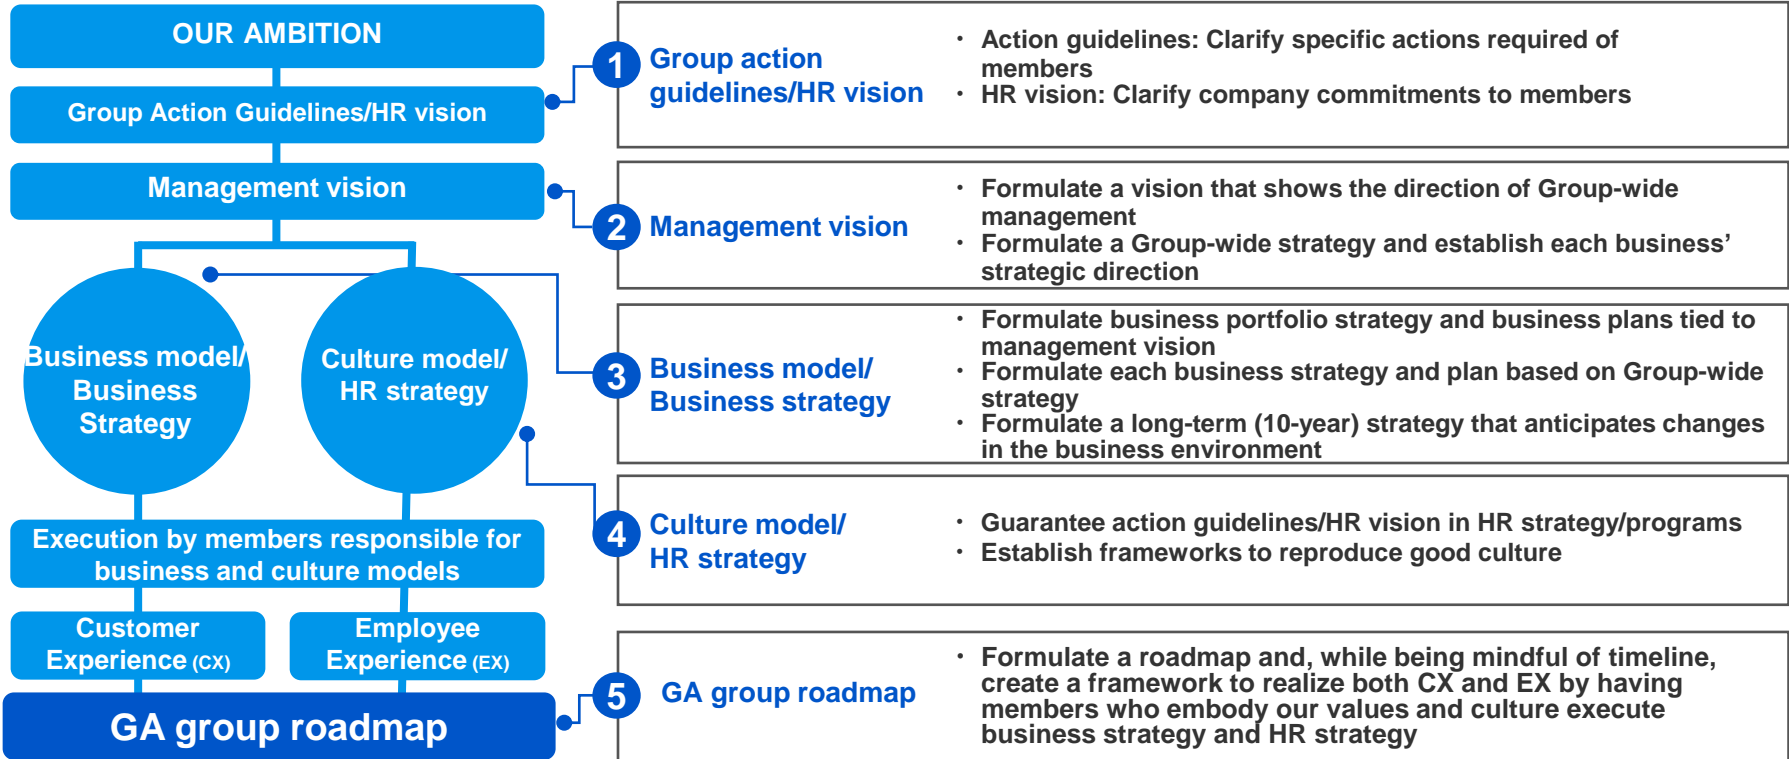 OUR AMBITION
Group Action Guidelines/HR vision
Management vision
Business model/
Business
Strategy
Culture model/
HR strategy
Execution by members responsible for
business and culture models
Customer
Experience (CX)
Employee
Experience (EX)
GA group roadmap
1
Group action
guidelines/HR vision
・ Action guidelines: Clarify specific actions required of
members
・ HR vision: Clarify company commitments to members
2
Management vision
・ Formulate a vision that shows the direction of Group-wide
management
・ Formulate a Group-wide strategy and establish each business’
strategic direction
3
Business model/
Business strategy
・ Formulate business portfolio strategy and business plans tied to
management vision
・ Formulate each business strategy and plan based on Group-wide
strategy
・ Formulate a long-term (10-year) strategy that anticipates changes
in the business environment
4
Culture model/
HR strategy
・ Guarantee action guidelines/HR vision in HR strategy/programs
・ Establish frameworks to reproduce good culture
5
GA group roadmap
・ Formulate a roadmap and, while being mindful of timeline,
create a framework to realize both CX and EX by having
members who embody our values and culture execute
business strategy and HR strategy